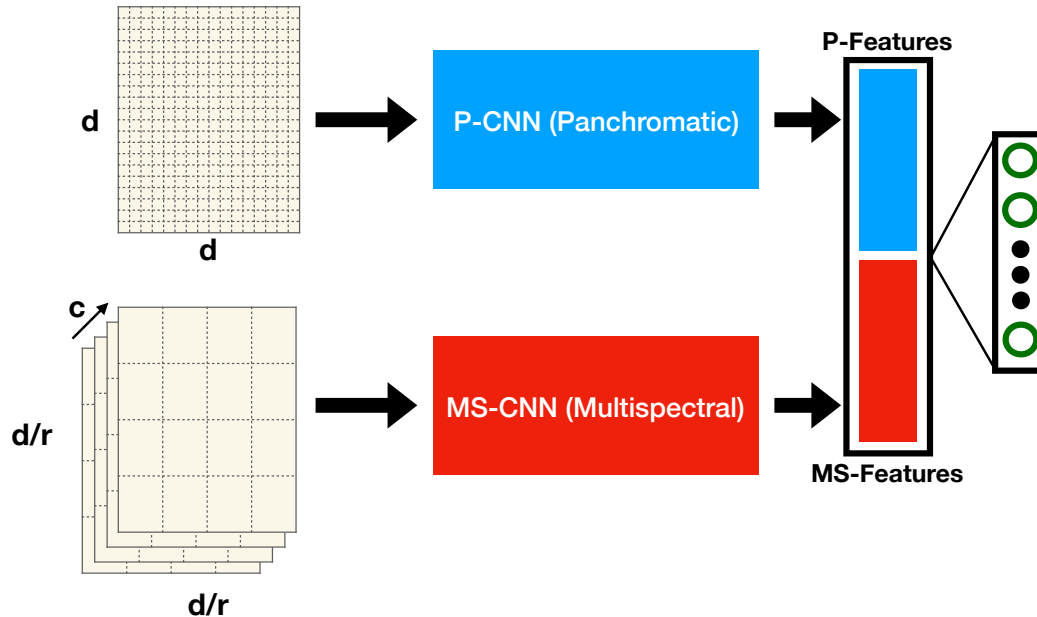 P-Features
d
P-CNN (Panchromatic)
d
c
d/r
MS-CNN (Multispectral)
MS-Features
d/r